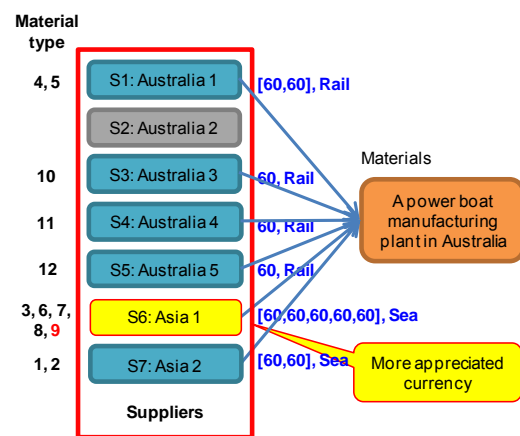 Material
type
4, 5
S1: Australia 1
[60,60], Rail
S2: Australia 2
10
S3: Australia 3
60, Rail
Materials
A power boat
manufacturing
plant in Australia
11
S4: Australia 4
60, Rail
12
S5: Australia 5
60, Rail
3, 6, 7,
8, 9
S6: Asia 1
[60,60,60,60,60], Sea
1, 2
S7: Asia 2
[60,60], Sea
More appreciated
currency
Suppliers